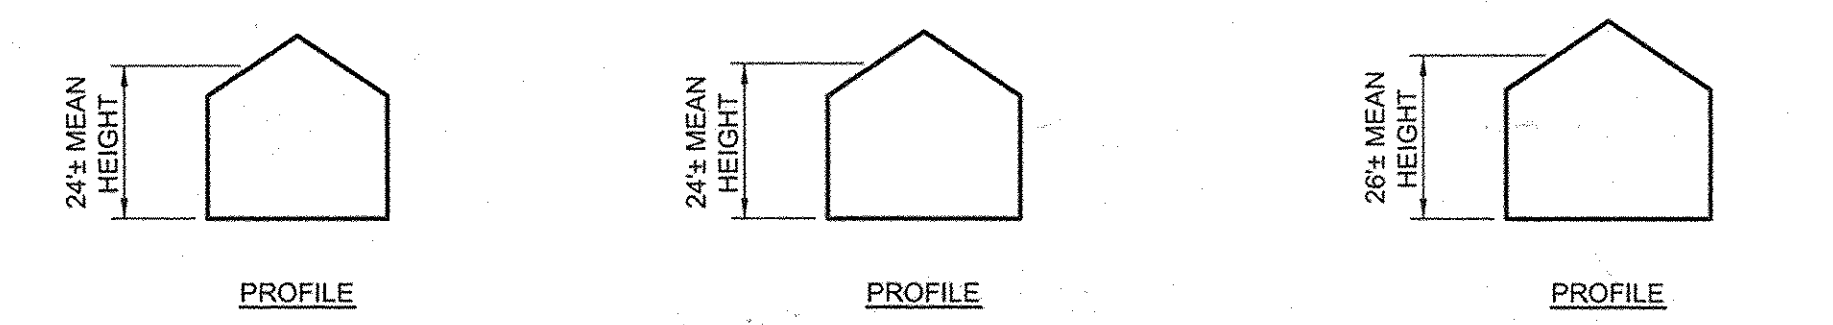 24'± MEAN
HEIGHT
PROFILE
24'± MEAN
HEIGHT
PROFILE
26'± MEAN
HEIGHT
PROFILE